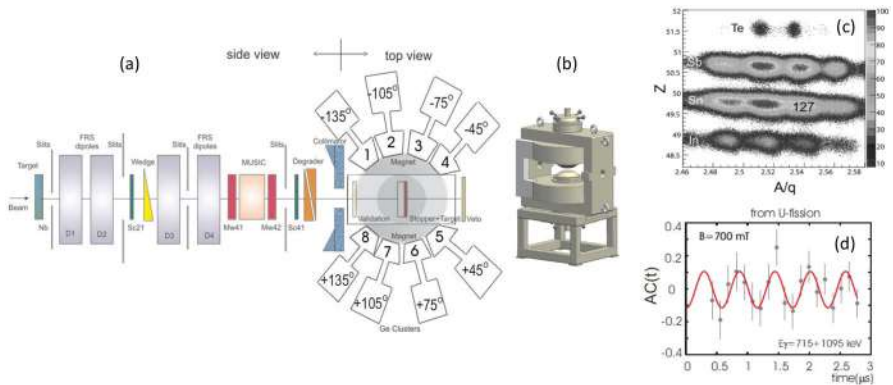 (a)
side view
top view
Target
Slits
FRS
dipoles
Slits
Wedge
Slits
FRS
dipoles
MUSIC
Slits
Degrader
Collimator
Beam
Nb
D1
D2
Sc21
D3
D4
Mw41
Mw42
Sc41
-135°
-105°
-75°
-45°
1
2
3
4
Magnet
Validation
Stopper+Target
Veto
Magnet
8
7
6
5
+135°
+105°
+75°
+45°
Ge Clusters
(b)
(c)
Te
Sb
Sn
127
In
Z
52
51.5
51
50.5
50
49.5
49
48.5
2.46
2.48
2.5
2.52
2.54
2.56
2.58
A/q
100
90
80
70
60
50
40
30
20
10
from U-fission
B=700 mT
(d)
AC(t)
0.4
0.2
0
-0.2
-0.4
Eγ=715+1095 keV
0
0.5
1
1.5
2
2.5
3
time(μs)